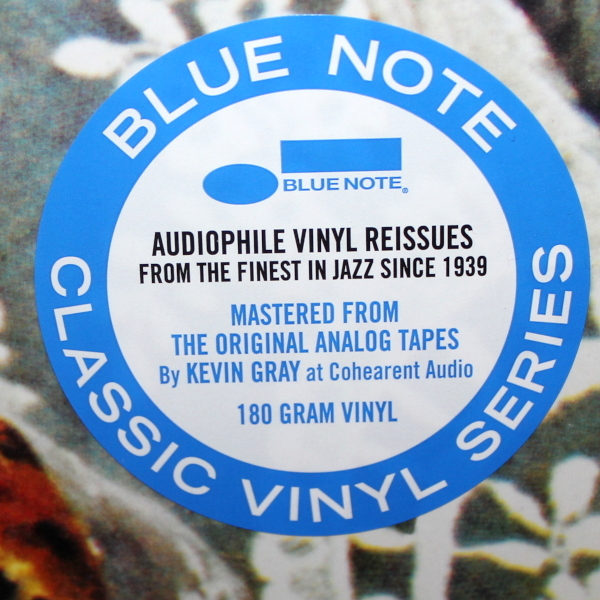 BLUE NOTE
BLUE NOTE®
AUDIOPHILE VINYL REISSUES
FROM THE FINEST IN JAZZ SINCE 1939
MASTERED FROM
THE ORIGINAL ANALOG TAPES
By KEVIN GRAY at Cohearent Audio
180 GRAM VINYL
CLASSIC VINYL SERIES